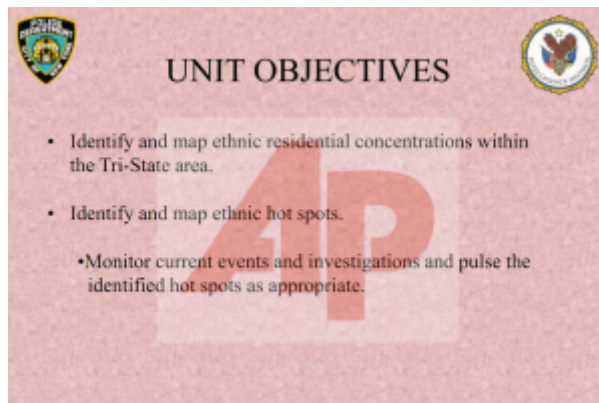 UNIT OBJECTIVES
• Identify and map ethnic residential concentrations within
the Tri-State area.
• Identify and map ethnic hot spots.
•Monitor current events and investigations and pulse the
identified hot spots as appropriate.
AP